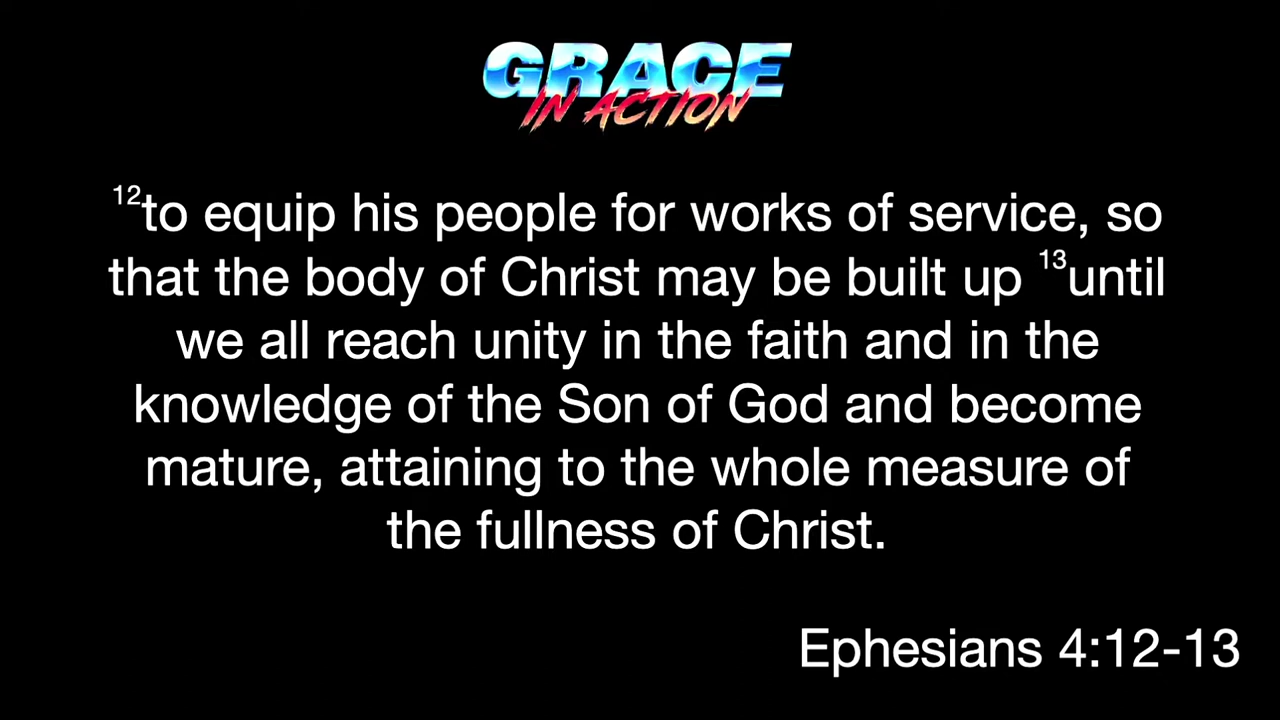 GRACE
IN ACTION
12to equip his people for works of service, so
that the body of Christ may be built up 13until
we all reach unity in the faith and in the
knowledge of the Son of God and become
mature, attaining to the whole measure of
the fullness of Christ.
Ephesians 4:12-13